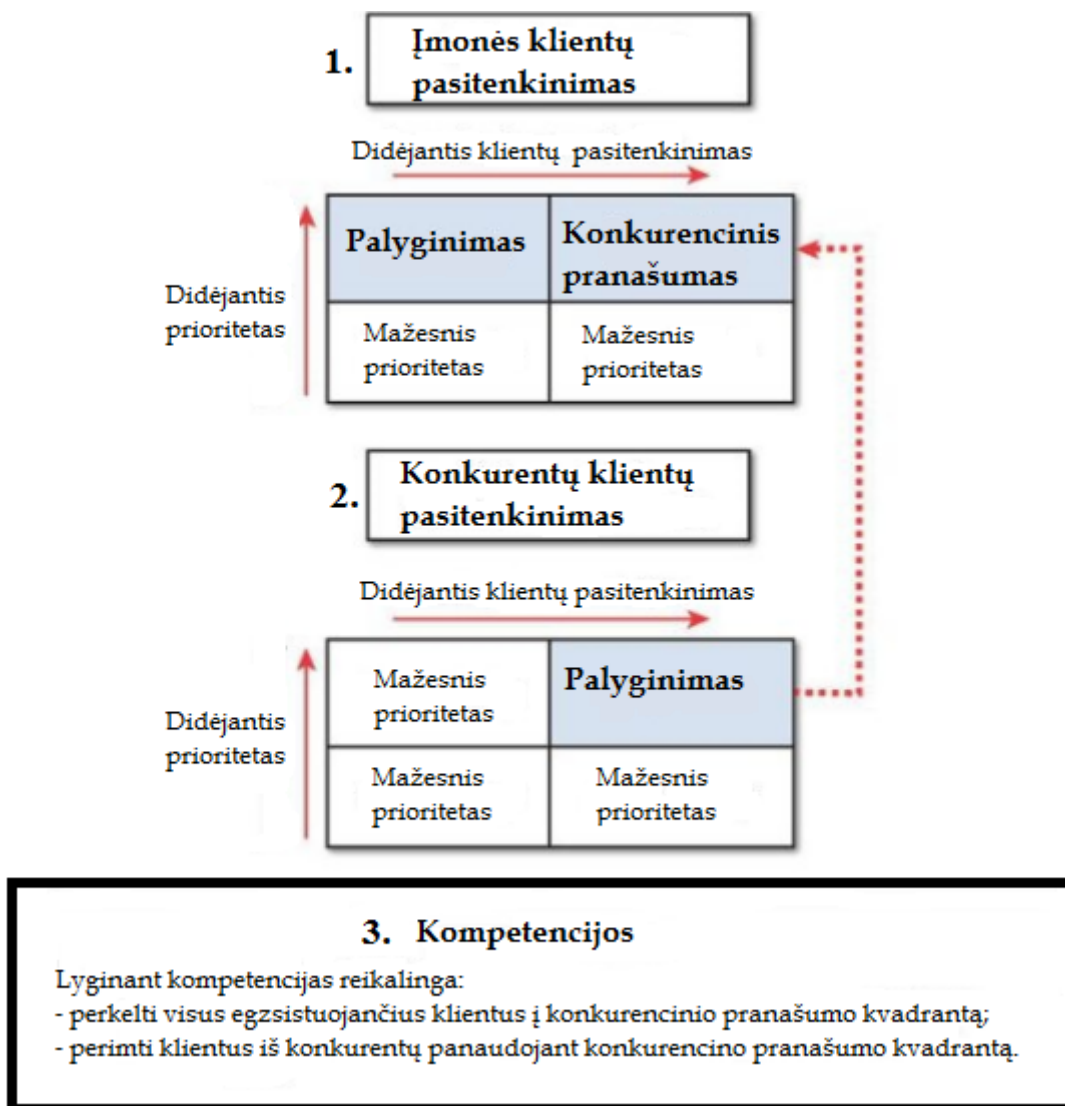 1. Įmonės klientų
pasitenkinimas
Didėjantis klientų pasitenkinimas
Didėjantis
prioritetas
Palyginimas
Konkurencinis
pranašumas
Mažesnis
prioritetas
Mažesnis
prioritetas
2. Konkurentų klientų
pasitenkinimas
Didėjantis klientų pasitenkinimas
Didėjantis
prioritetas
Mažesnis
prioritetas
Palyginimas
Mažesnis
prioritetas
Mažesnis
prioritetas
3. Kompetencijos
Lyginant kompetencijas reikalinga:
- perkelti visus egzsistuojančius klientus į konkurencinio pranašumo kvadrantą;
- perimti klientus iš konkurentų panaudojant konkurencino pranašumo kvadrantą.